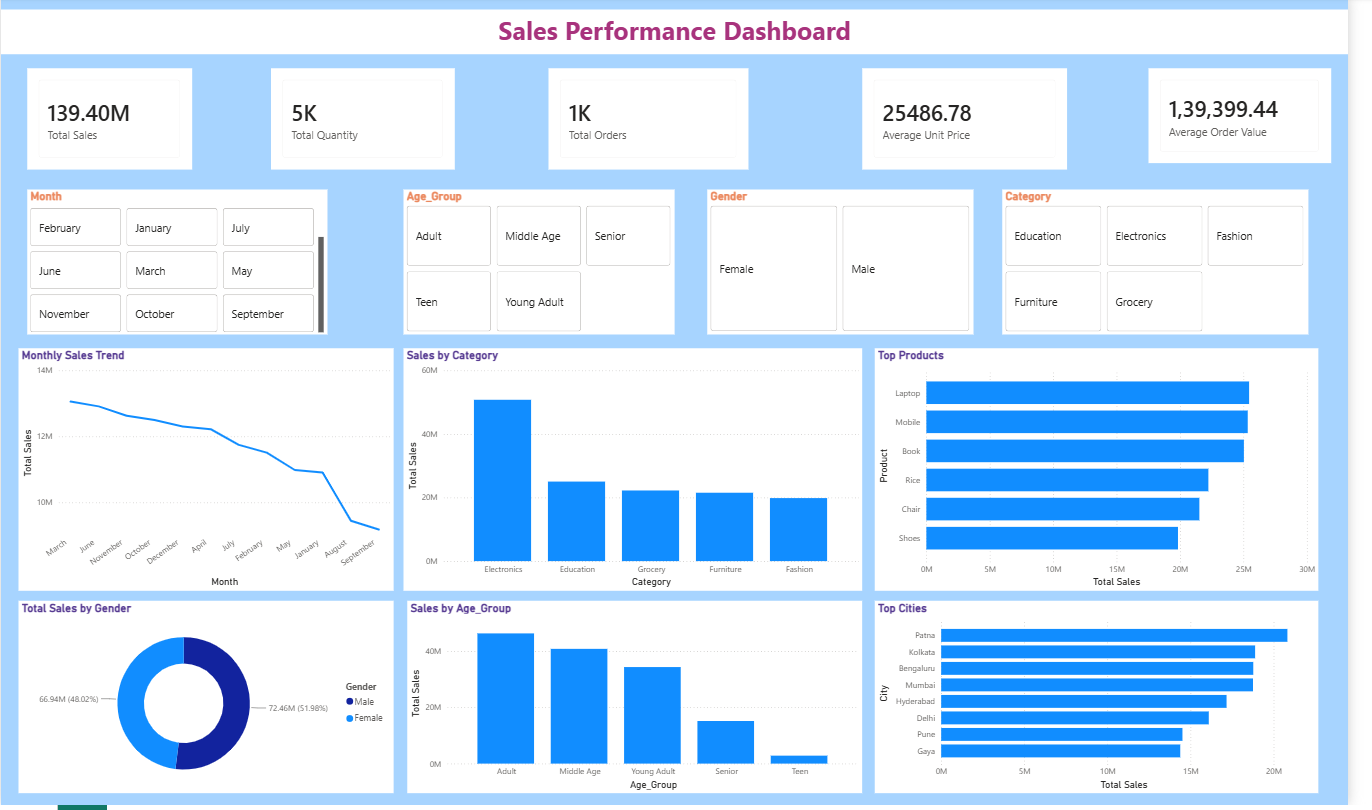 Sales Performance Dashboard
139.40M
Total Sales
5K
Total Quantity
1K
Total Orders
25486.78
Average Unit Price
1,39,399.44
Average Order Value
Month
February January July
June March May
November October September
Age_Group
Adult Middle Age Senior
Teen Young Adult
Gender
Female Male
Category
Education Electronics Fashion
Furniture Grocery
Monthly Sales Trend
Total Sales
14M
12M
10M
March June November October December April July February May January August September
Month
Sales by Category
Total Sales
60M
40M
20M
0M
Electronics Education Grocery Furniture Fashion
Category
Top Products
Product
Laptop
Mobile
Book
Rice
Chair
Shoes
0M 5M 10M 15M 20M 25M 30M
Total Sales
Total Sales by Gender
66.94M (48.02%)
72.46M (51.98%)
Gender
Male
Female
Sales by Age_Group
Total Sales
40M
20M
0M
Adult Middle Age Young Adult Senior Teen
Age_Group
Top Cities
City
Patna
Kolkata
Bengaluru
Mumbai
Hyderabad
Delhi
Pune
Gaya
0M 5M 10M 15M 20M
Total Sales